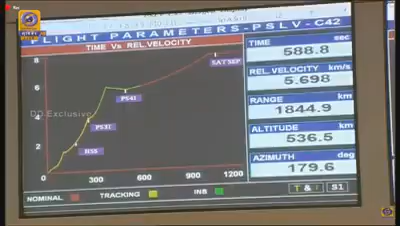 FLIGHT PARAMETERS-PSLV-C42
TIME Vs REL.VELOCITY
8
6
4
2
0
300
600
900
1200
SAT SEP
PS4I
PS3I
HSS
DD Exclusive
NOMINAL
TRACKING
INB
TIME sec
588.8
REL.VELOCITY km/s
5.698
RANGE km
1844.9
ALTITUDE km
536.5
AZIMUTH deg
179.6
S1